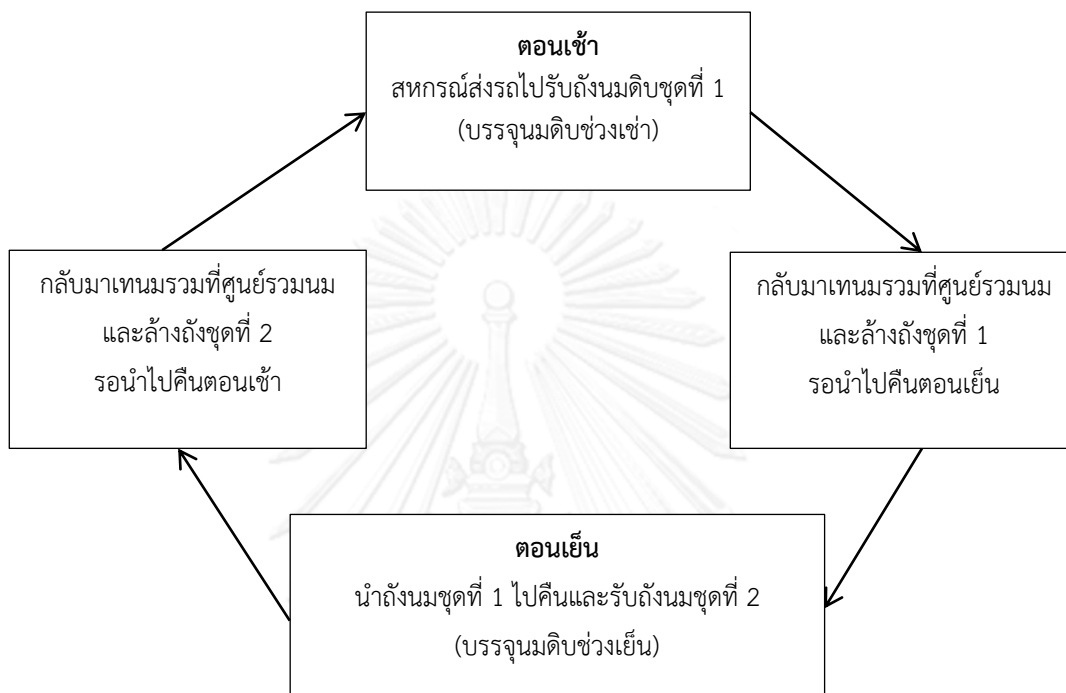 ตอนเช้า
สหกรณ์ส่งรถไปรับถังนมดิบชุดที่ 1
(บรรจุนมดิบช่วงเช่า)
กลับมาเทนมรวมที่ศูนย์รวมนม
และล้างถังชุดที่ 1
รอนำไปคืนตอนเย็น
ตอนเย็น
นำถังนมชุดที่ 1 ไปคืนและรับถังนมชุดที่ 2
(บรรจุนมดิบช่วงเย็น)
กลับมาเทนมรวมที่ศูนย์รวมนม
และล้างถังชุดที่ 2
รอนำไปคืนตอนเช้า